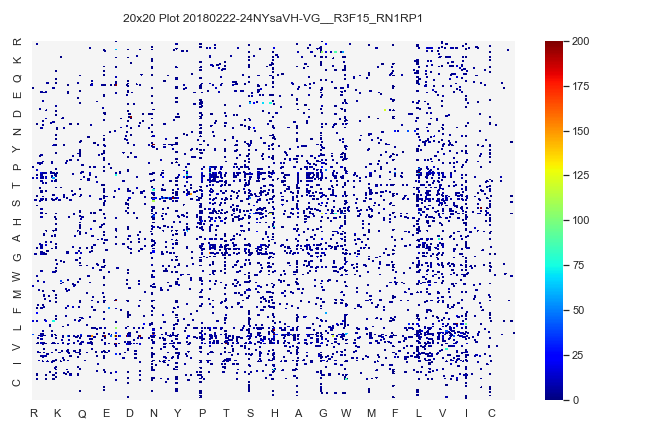 20x20 Plot 20180222-24NYsaVH-VG__R3F15_RN1RP1
R
K
Q
E
D
N
Y
P
T
S
H
A
G
W
M
F
L
V
I
C
R K Q E D N Y P T S H A G W M F L V I C
200
175
150
125
100
75
50
25
0